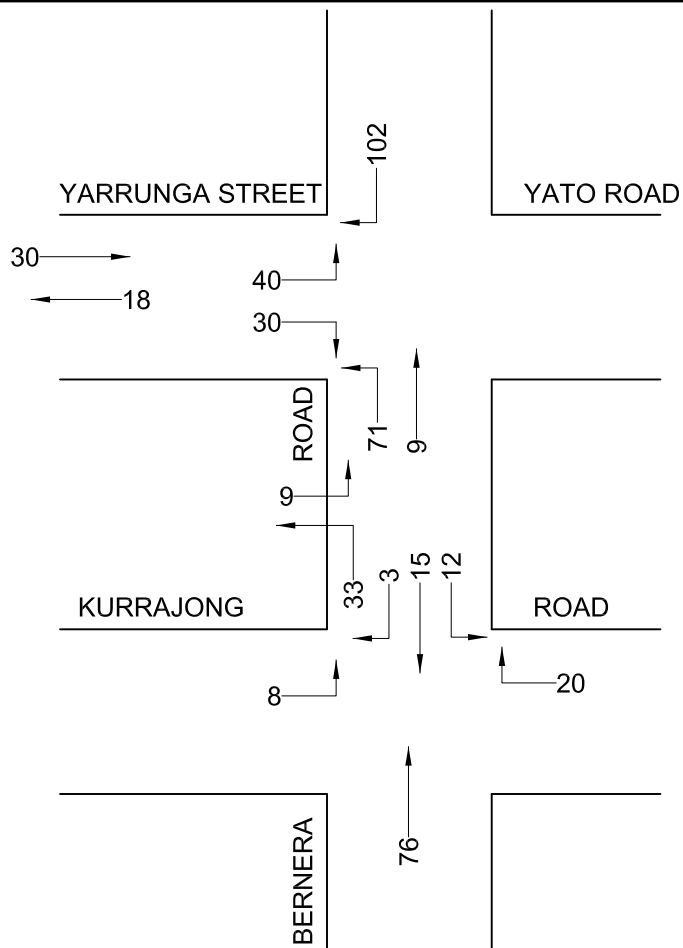 102
YARRUNGA STREET
YATO ROAD
30
18
40
30
71
9
ROAD
9
33
3
15
12
KURRAJONG
ROAD
8
20
76
BERNERA